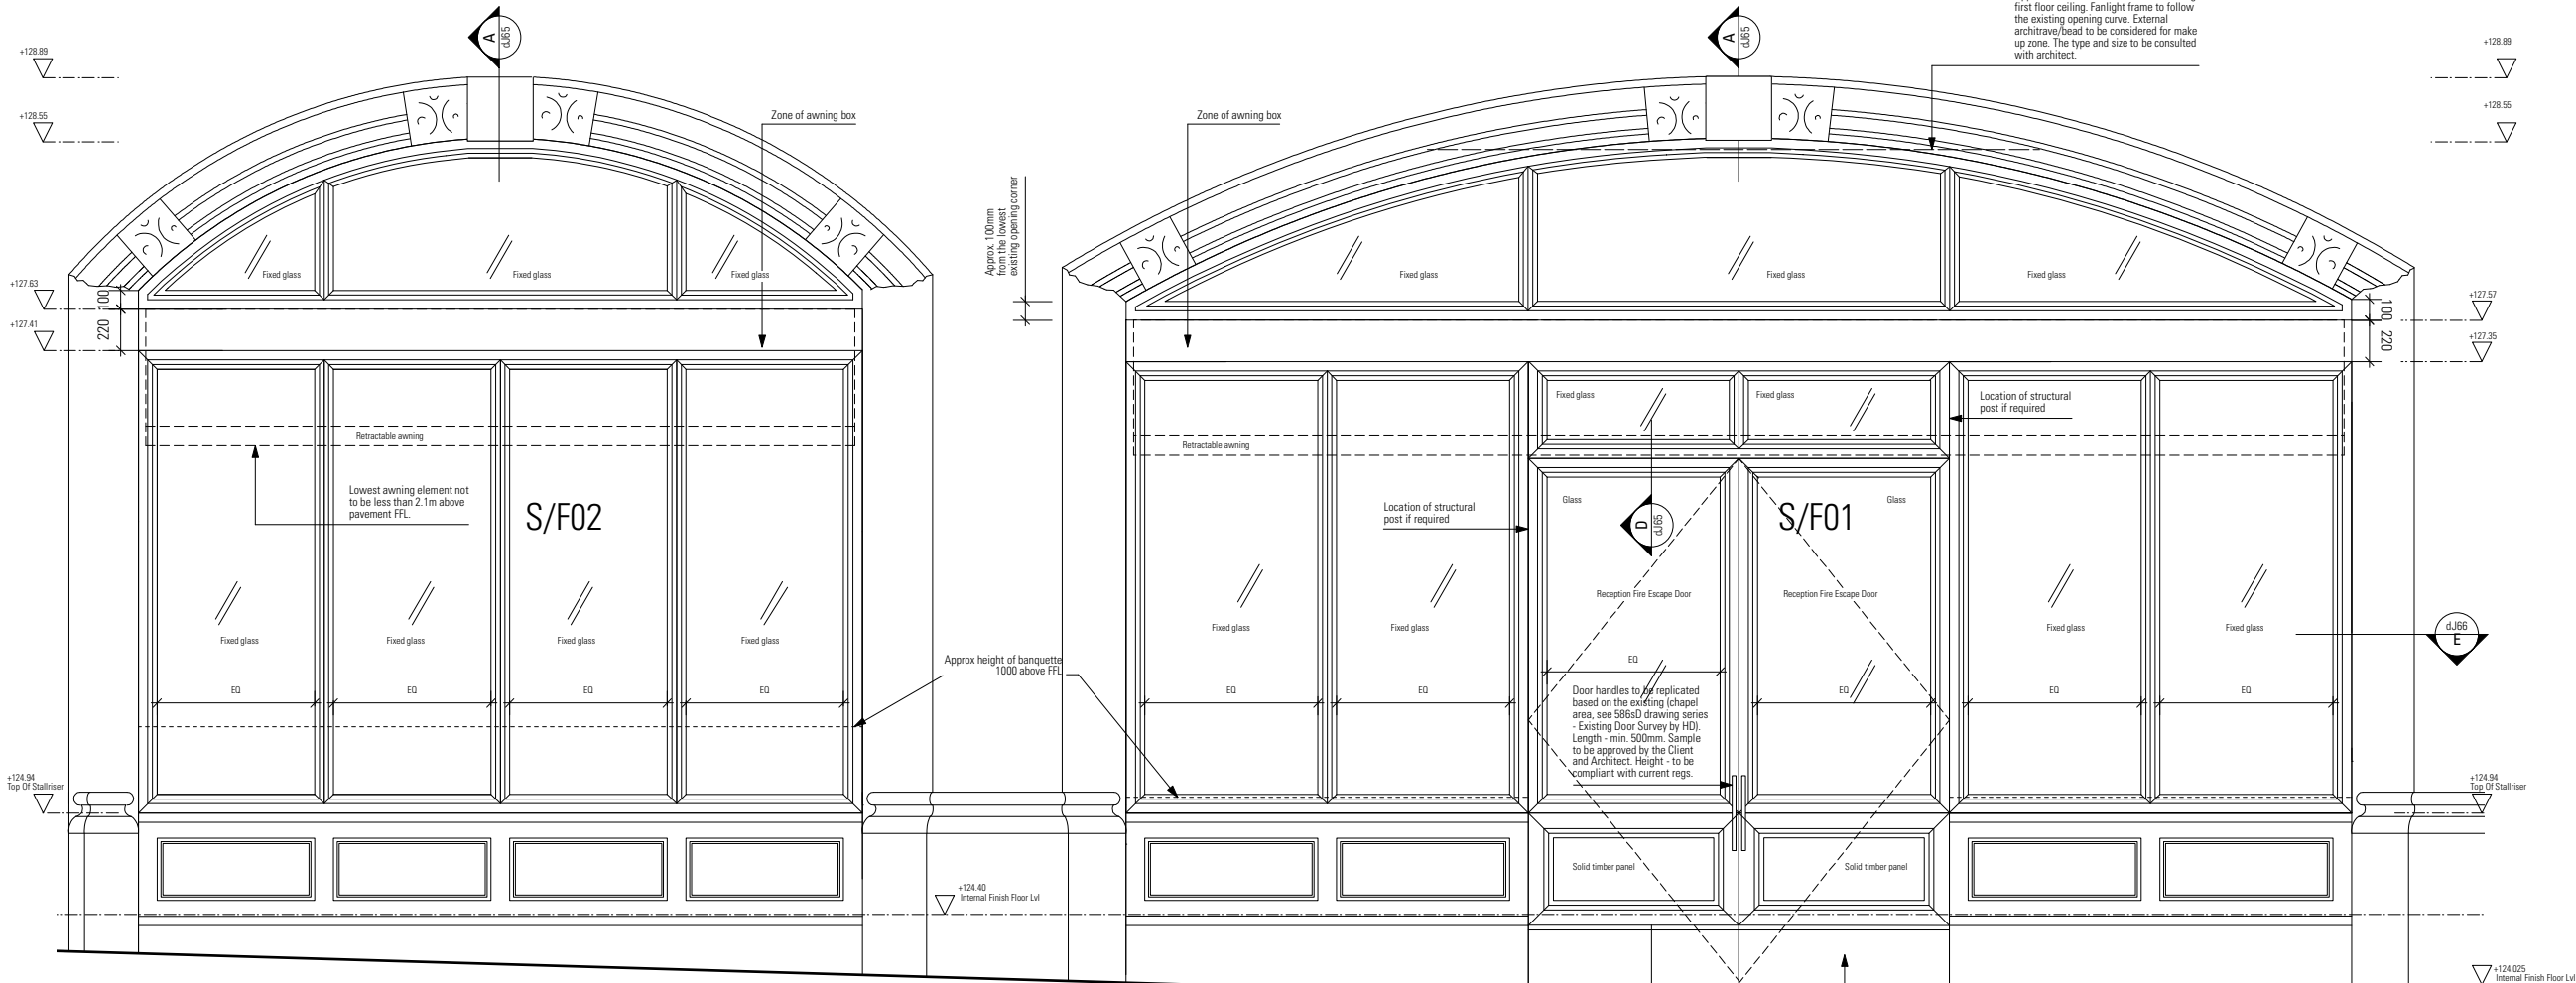 A
dJ65
A
dJ65
first floor ceiling. Fanlight frame to follow
the existing opening curve. External
architrave/bead to be considered for make
up zone. The type and size to be consulted
with architect.
+128.89
+128.89
+128.55
+128.55
Zone of awning box
Zone of awning box
Approx. 100mm
from the lowest
existing opening corner
Fixed glass
Fixed glass
Fixed glass
Fixed glass
Fixed glass
Fixed glass
+127.63
100
+127.41
220
+127.57
100
+127.35
220
Fixed glass
Fixed glass
Location of structural
post if required
Retractable awning
Retractable awning
Lowest awning element not
to be less than 2.1m above
pavement FFL.
S/F02
Location of structural
post if required
Glass
Glass
D
dJ65
S/F01
Reception Fire Escape Door
Reception Fire Escape Door
Fixed glass
Fixed glass
Fixed glass
Fixed glass
Fixed glass
Fixed glass
Fixed glass
Fixed glass
dJ66
E
Approx height of banquette
1000 above FFL
EQ
EQ
EQ
EQ
EQ
EQ
EQ
EQ
EQ
EQ
Door handles to be replicated
based on the existing (chapel
area, see 586sD drawing series
- Existing Door Survey by HD).
Length - min. 500mm. Sample
to be approved by the Client
and Architect. Height - to be
compliant with current regs.
+124.94
Top Of Stallriser
+124.94
Top Of Stallriser
Solid timber panel
Solid timber panel
+124.40
Internal Finish Floor Lvl
+124.025
Internal Finish Floor Lvl